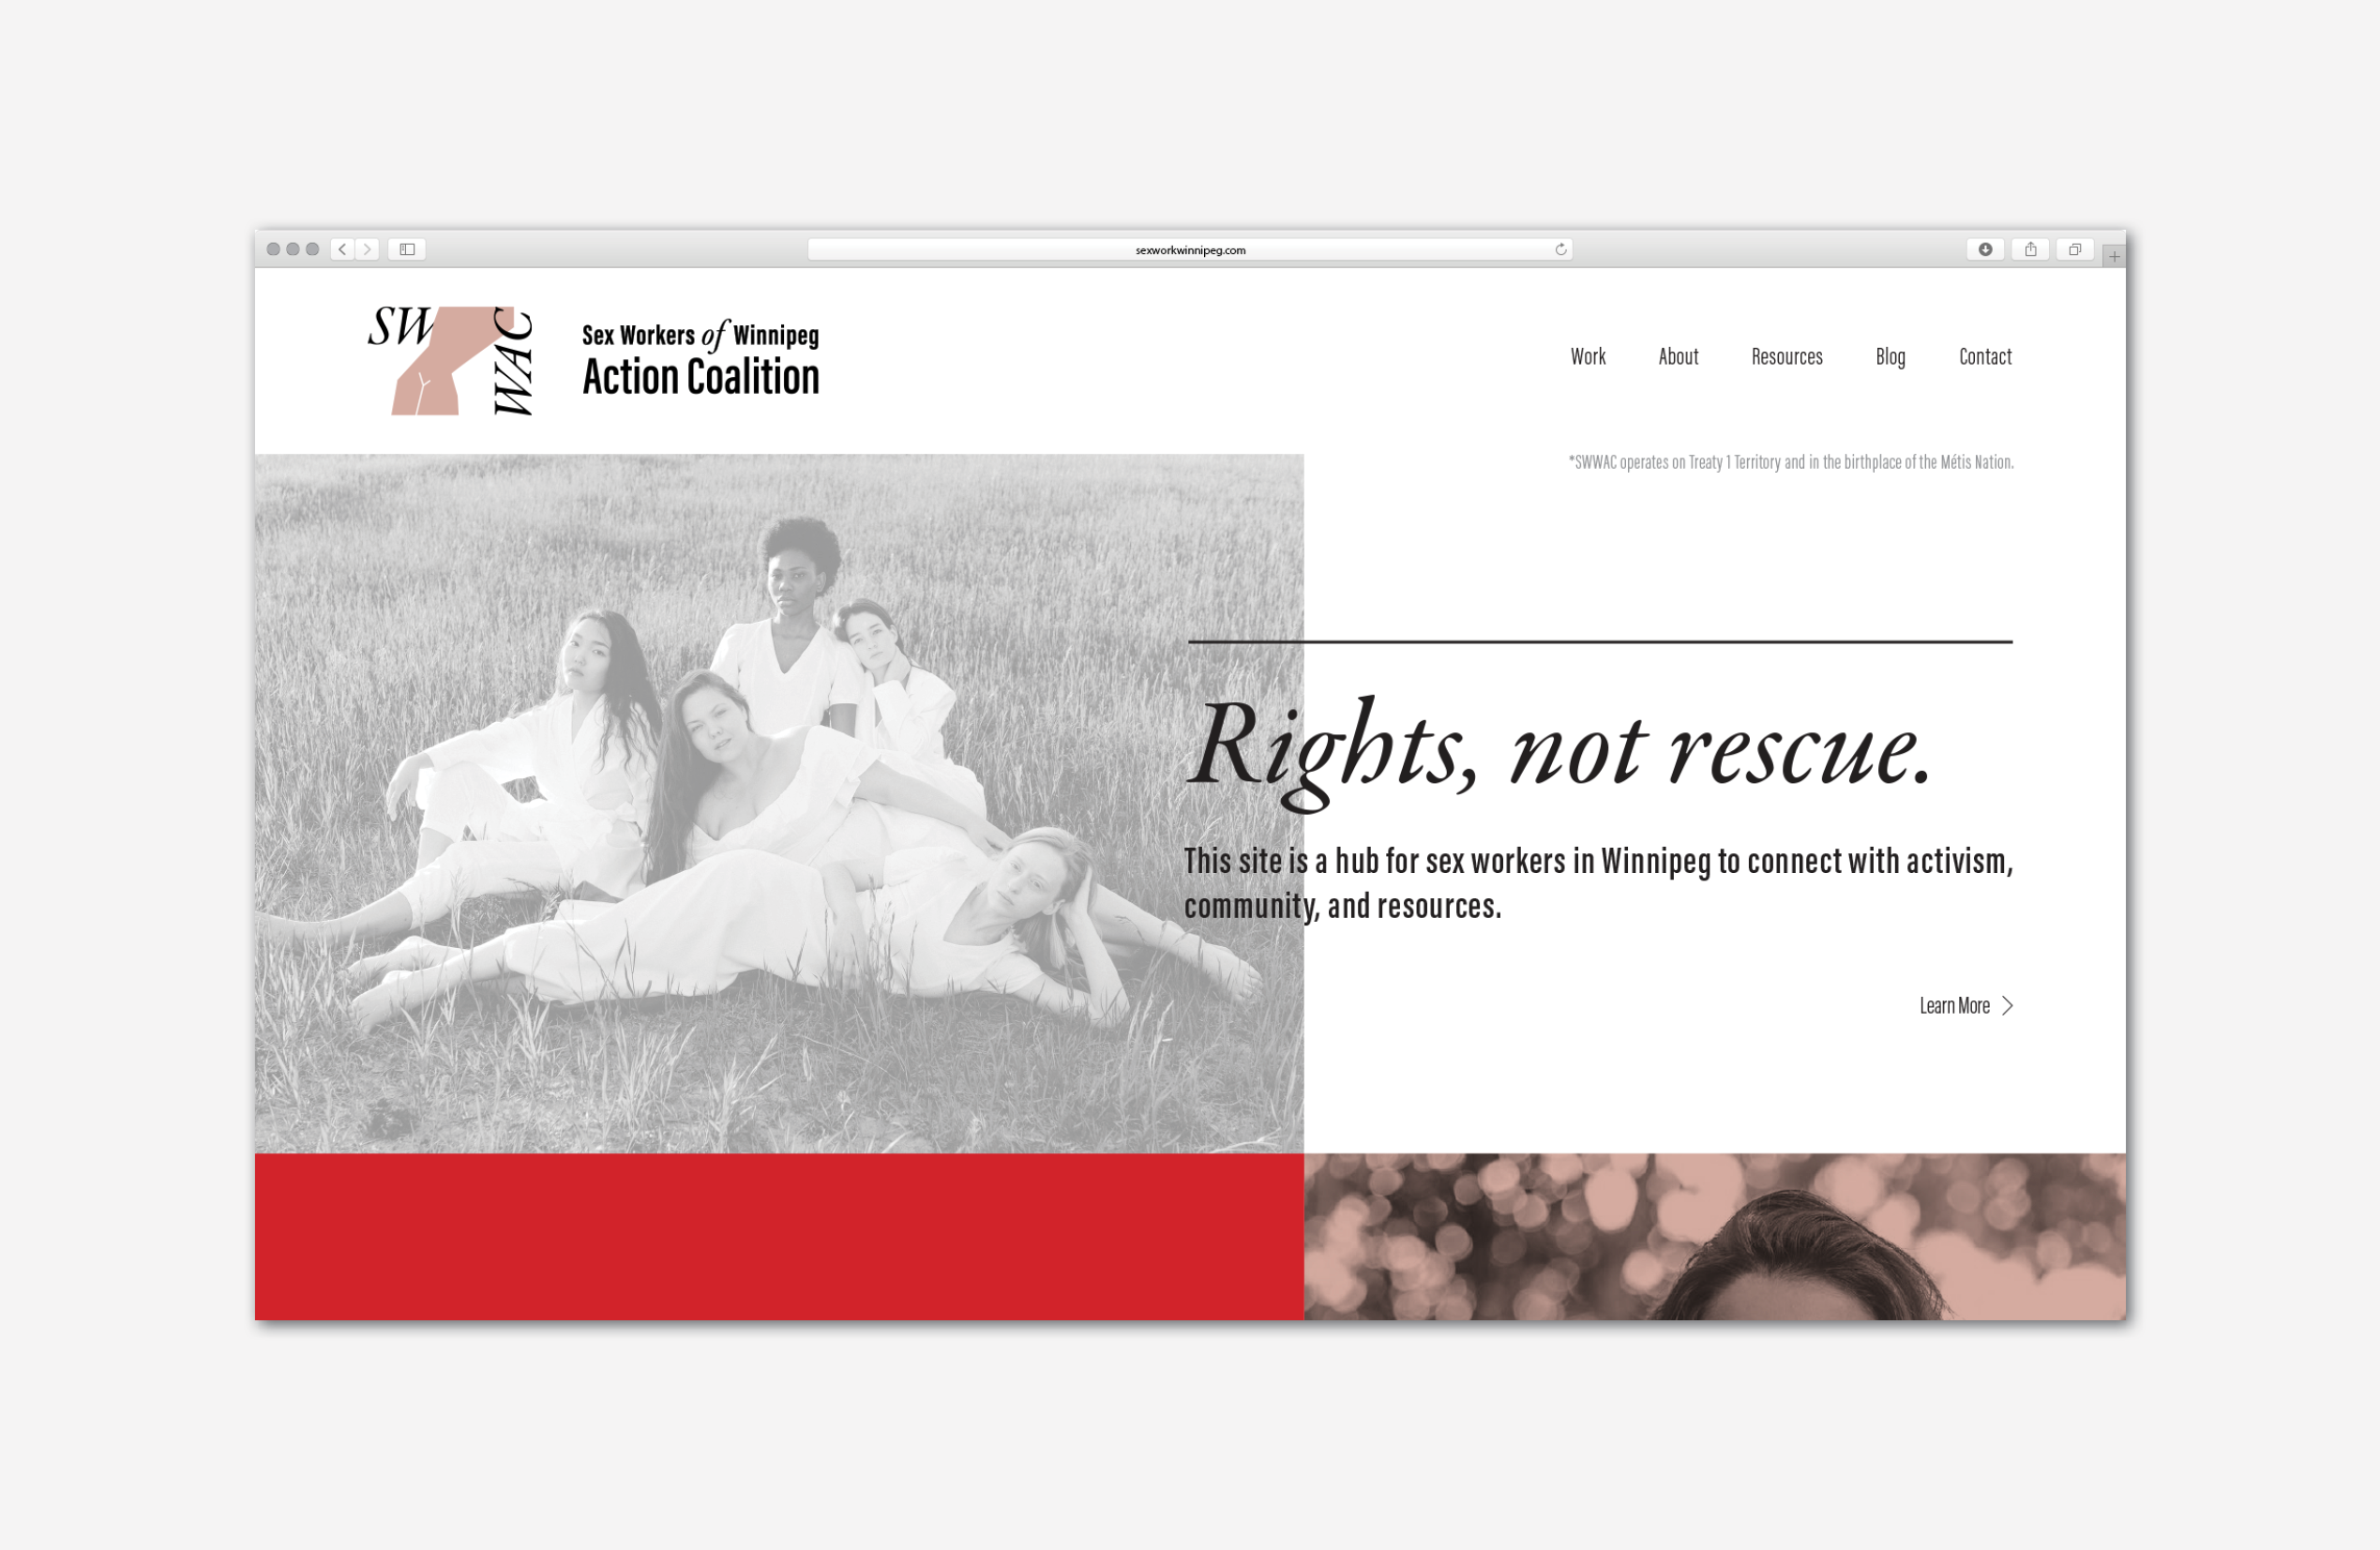 sexworkwinnipeg.com
SW
WAC
Sex Workers of Winnipeg
Action Coalition
Work About Resources Blog Contact
*SWWAC operates on Treaty 1 Territory and in the birthplace of the Métis Nation.
Rights, not rescue.
This site is a hub for sex workers in Winnipeg to connect with activism,
community, and resources.
Learn More